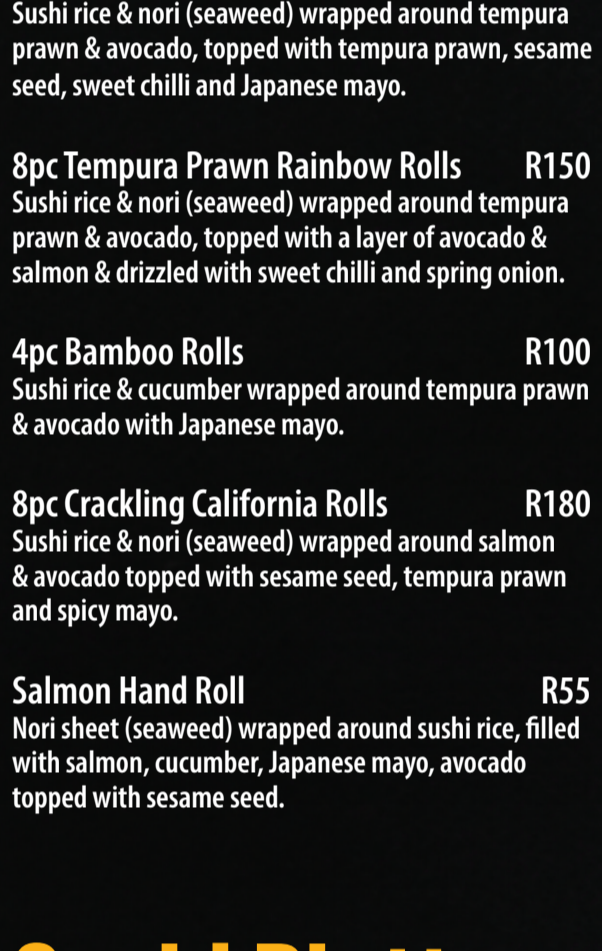 Sushi rice & nori (seaweed) wrapped around tempura
prawn & avocado, topped with tempura prawn, sesame
seed, sweet chilli and Japanese mayo.
8pc Tempura Prawn Rainbow Rolls R150
Sushi rice & nori (seaweed) wrapped around tempura
prawn & avocado, topped with a layer of avocado &
salmon & drizzled with sweet chilli and spring onion.
4pc Bamboo Rolls R100
Sushi rice & cucumber wrapped around tempura prawn
& avocado with Japanese mayo.
8pc Crackling California Rolls R180
Sushi rice & nori (seaweed) wrapped around salmon
& avocado topped with sesame seed, tempura prawn
and spicy mayo.
Salmon Hand Roll R55
Nori sheet (seaweed) wrapped around sushi rice, filled
with salmon, cucumber, Japanese mayo, avocado
topped with sesame seed.